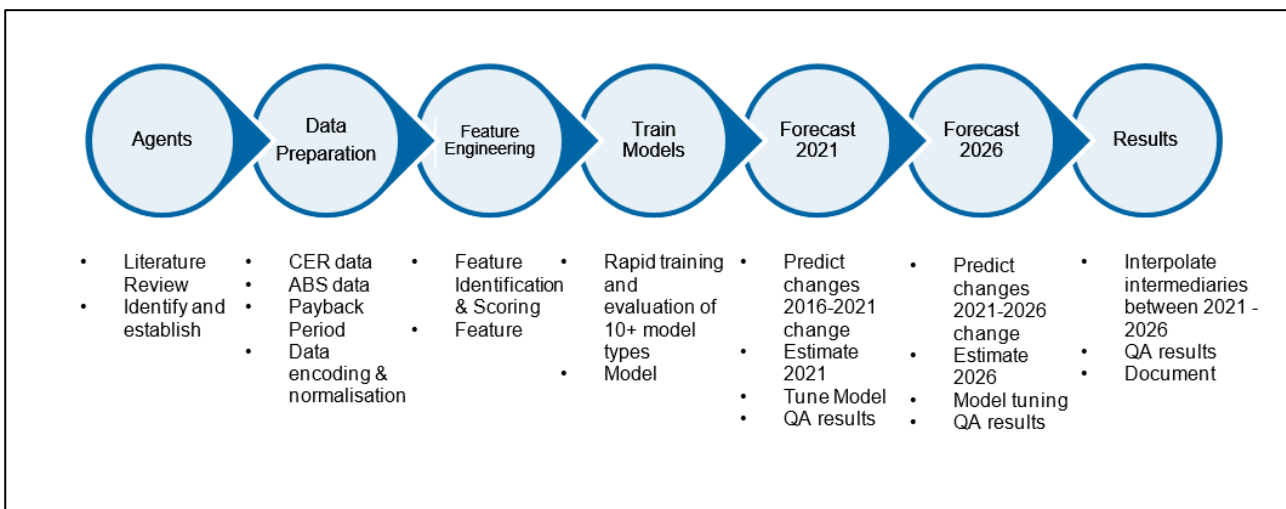 Agents
Data
Preparation
Feature
Engineering
Train
Models
Forecast
2021
Forecast
2026
Results
• Literature
Review
• Identify and
establish
• CER data
• ABS data
• Payback
Period
• Data
encoding &
normalisation
• Feature
Identification
& Scoring
• Feature
• Rapid training
and
evaluation of
10+ model
types
• Model
• Predict
changes
2016-2021
change
• Estimate
2021
• Tune Model
• QA results
• Predict
changes
2021-2026
change
• Estimate
2026
• Model tuning
• QA results
• Interpolate
intermediaries
between 2021 -
2026
• QA results
• Document